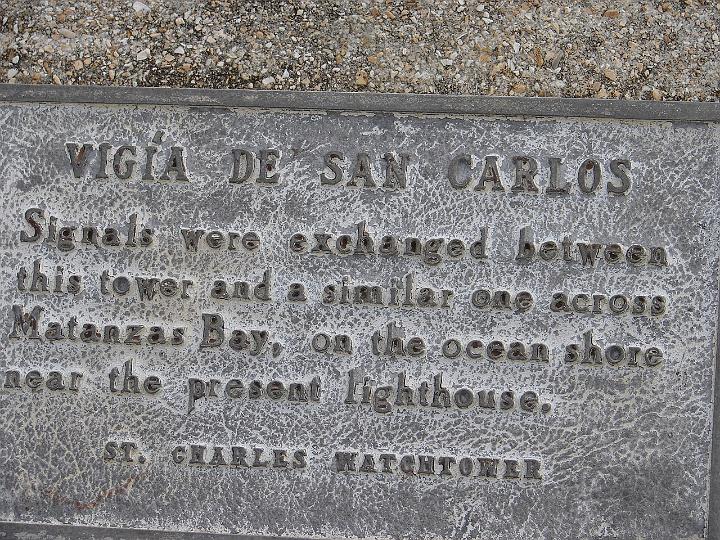 VIGÍA DE SAN CARLOS
Signals were exchanged between
this tower and a similar one across
Matanzas Bay, on the ocean shore
near the present lighthouse.
ST. CHARLES WATCHTOWER